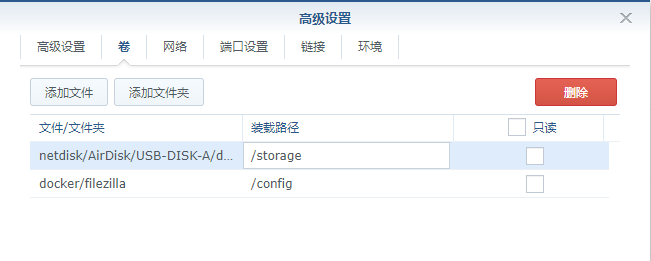 高级设置
高级设置 卷 网络 端口设置 链接 环境
添加文件 添加文件夹 删除
文件/文件夹 装载路径 只读
netdisk/AirDisk/USB-DISK-A/d... /storage
docker/filezilla /config